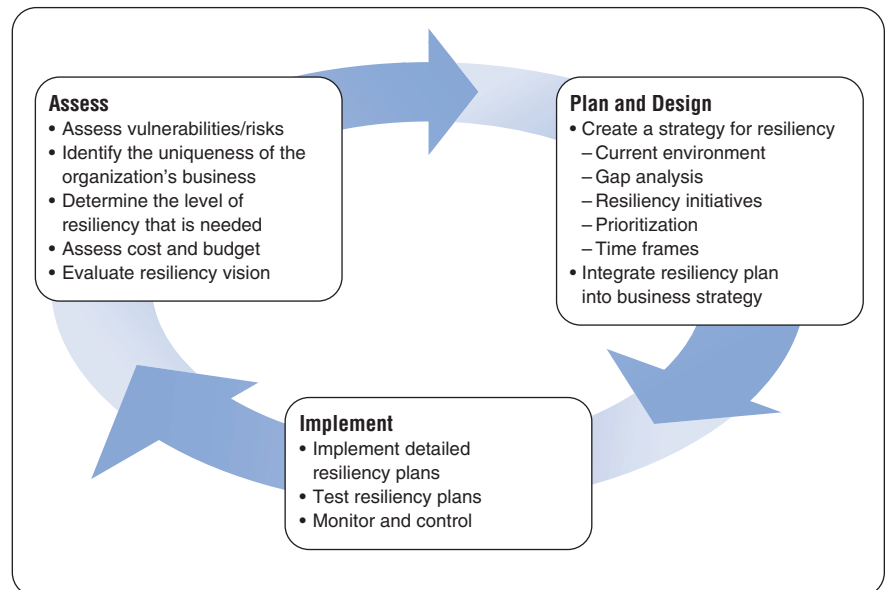 Assess
• Assess vulnerabilities/risks
• Identify the uniqueness of the
organization's business
• Determine the level of
resiliency that is needed
• Assess cost and budget
• Evaluate resiliency vision
Plan and Design
• Create a strategy for resiliency
– Current environment
– Gap analysis
– Resiliency initiatives
– Prioritization
– Time frames
• Integrate resiliency plan
into business strategy
Implement
• Implement detailed
resiliency plans
• Test resiliency plans
• Monitor and control